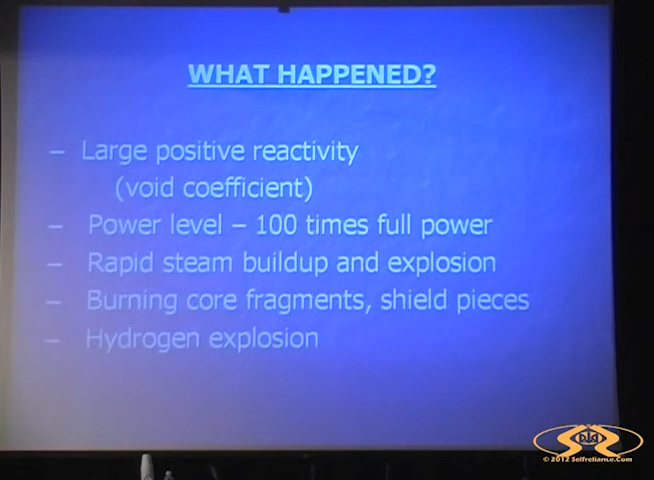 WHAT HAPPENED?
– Large positive reactivity
(void coefficient)
– Power level – 100 times full power
– Rapid steam buildup and explosion
– Burning core fragments, shield pieces
– Hydrogen explosion
© 2012 Selfreliance.Com